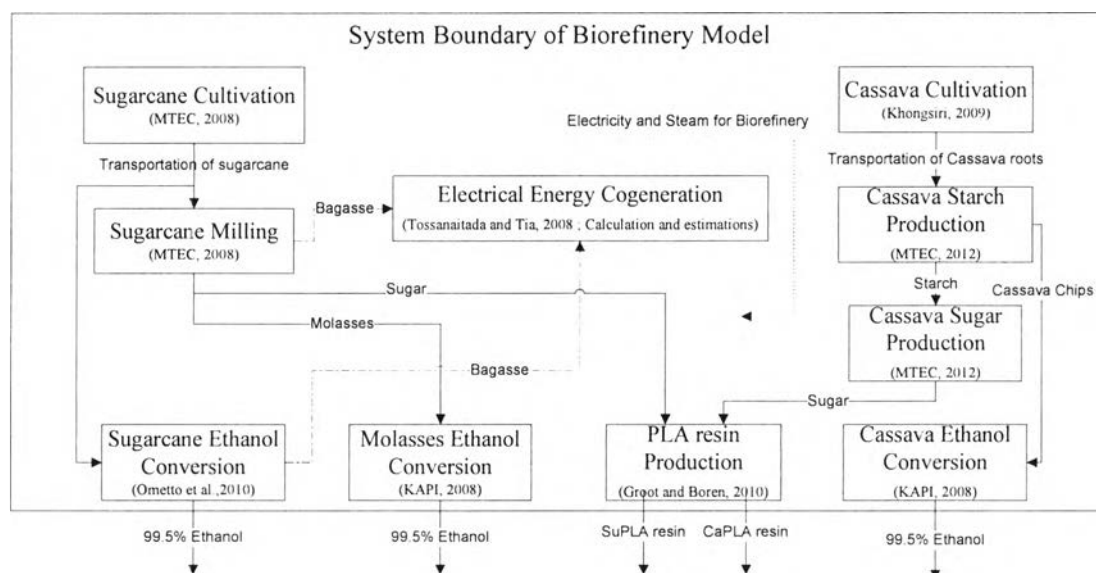 System Boundary of Biorefinery Model
Sugarcane Cultivation
(MTEC, 2008)
Cassava Cultivation
(Khongsiri, 2009)
Electricity and Steam for Biorefinery
Transportation of sugarcane
Transportation of Cassava roots
Electrical Energy Cogeneration
(Tossanaitada and Tia, 2008 ; Calculation and estimations)
Bagasse
Sugarcane Milling
(MTEC, 2008)
Cassava Starch
Production
(MTEC, 2012)
Sugar
Starch
Cassava Chips
Molasses
Cassava Sugar
Production
(MTEC, 2012)
Bagasse
Sugar
Sugarcane Ethanol
Conversion
(Ometto et al ,2010)
Molasses Ethanol
Conversion
(KAPI, 2008)
PLA resin
Production
(Groot and Boren, 2010)
Cassava Ethanol
Conversion
(KAPI, 2008)
99.5% Ethanol
99.5% Ethanol
SuPLA resin
CaPLA resin
99.5% Ethanol